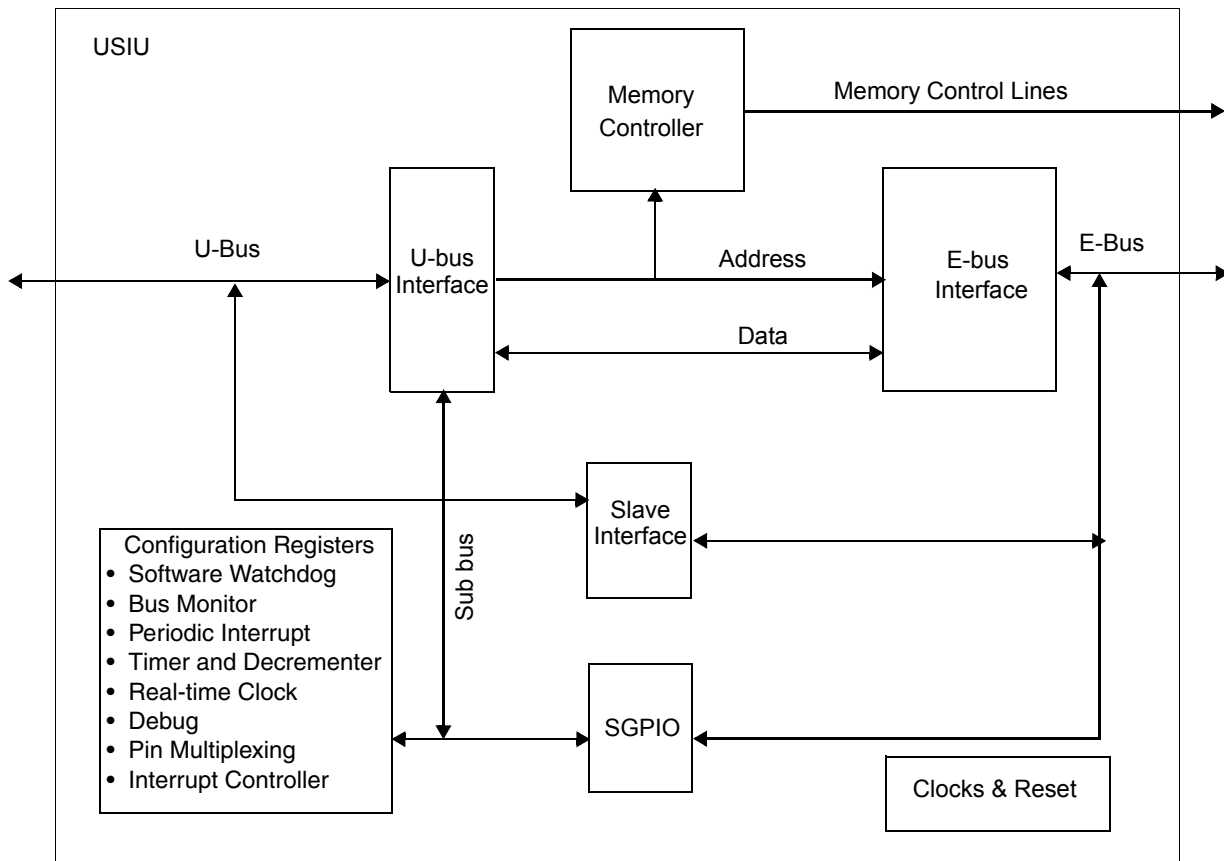 USIU
Memory
Controller
Memory Control Lines
U-Bus
U-bus
Interface
Address
E-bus
Interface
E-Bus
Data
Slave
Interface
Sub bus
Configuration Registers
• Software Watchdog
• Bus Monitor
• Periodic Interrupt
• Timer and Decrementer
• Real-time Clock
• Debug
• Pin Multiplexing
• Interrupt Controller
SGPIO
Clocks & Reset